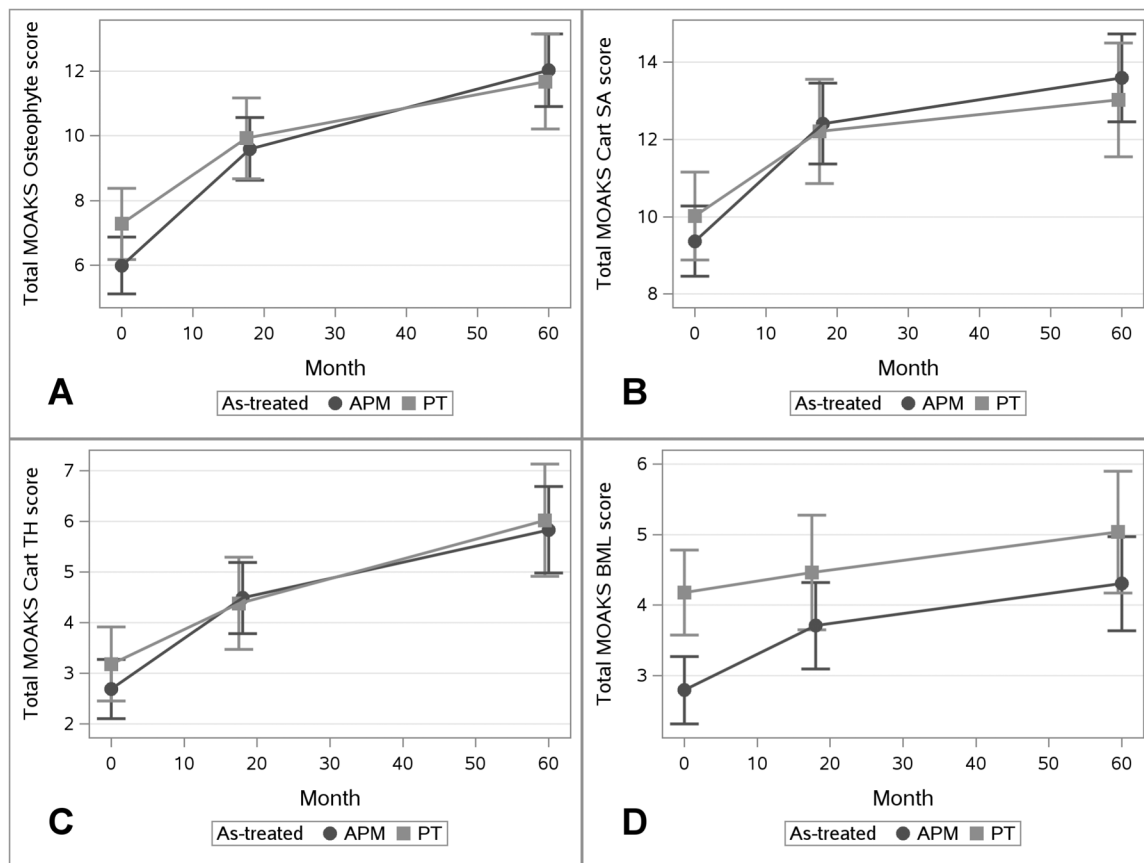 Total MOAKS Osteophyte score
12
10
8
6
0 10 20 30 40 50 60
Month
A
As-treated APM PT
Total MOAKS Cart SA score
14
12
10
8
0 10 20 30 40 50 60
Month
B
As-treated APM PT
Total MOAKS Cart TH score
7
6
5
4
3
2
0 10 20 30 40 50 60
Month
C
As-treated APM PT
Total MOAKS BML score
6
5
4
3
0 10 20 30 40 50 60
Month
D
As-treated APM PT